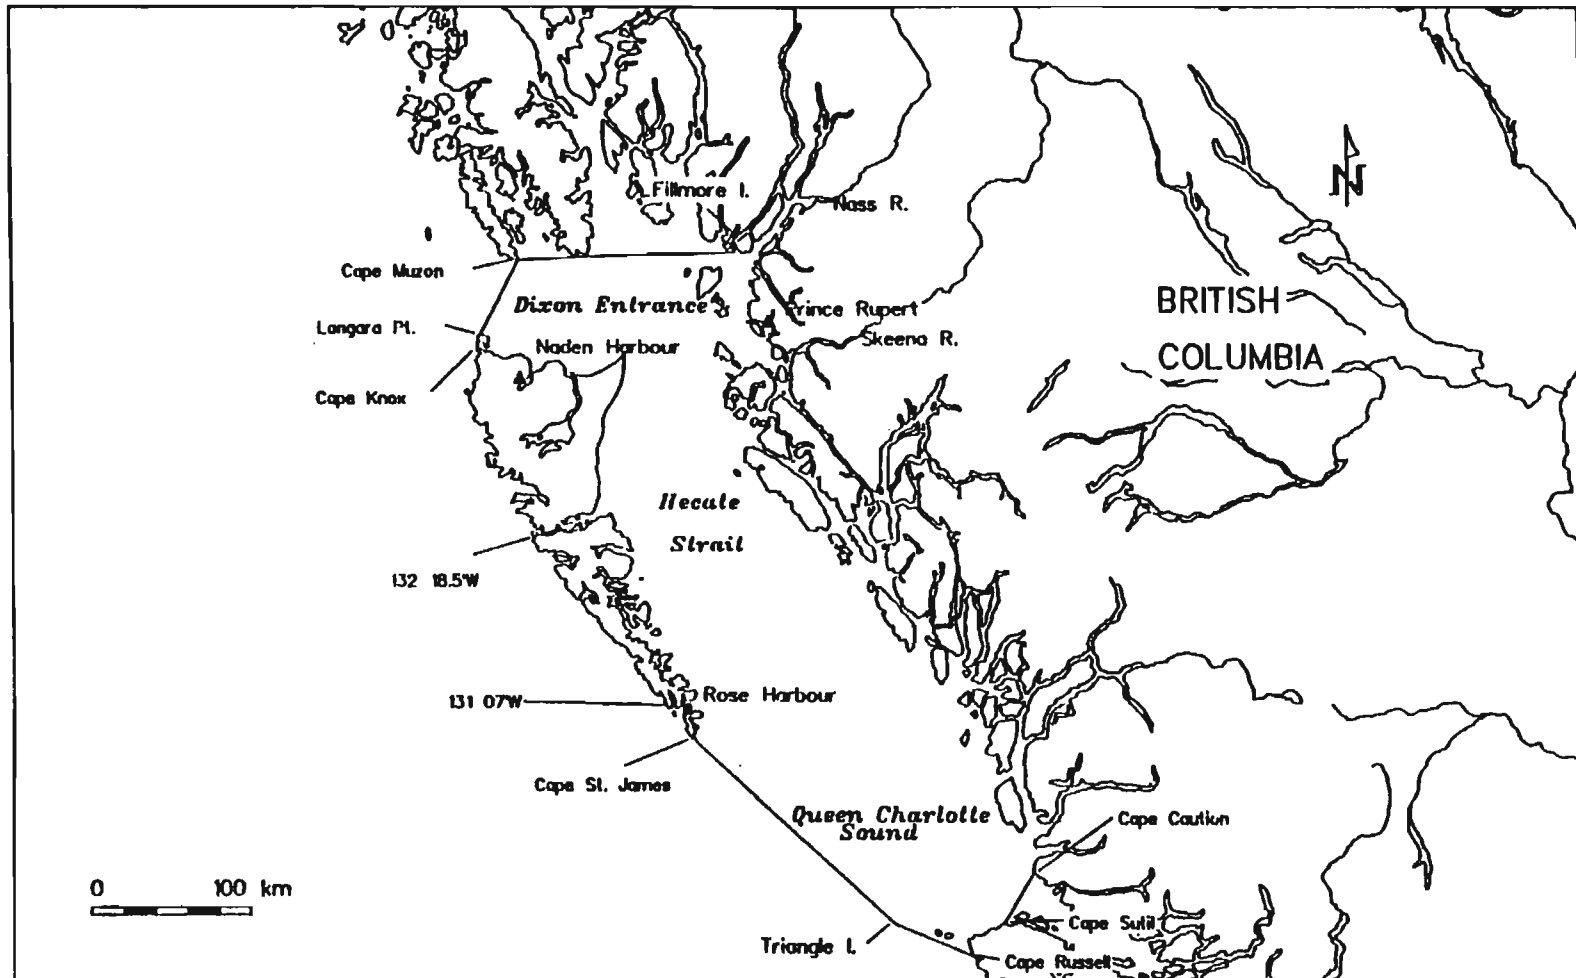 Fillmore I.
N
Nass R.
Cape Muzon
BRITISH
Dixon Entrance
Prince Rupert
Langara Pt.
Skeena R.
Naden Harbour
COLUMBIA
Cape Knox
Hecate
Strait
132 18.5'W
Rose Harbour
131 07'W
Cape St. James
Queen Charlotte
Sound
Cape Caution
0 100 km
Cape Sutil
Triangle I.
Cape Russell